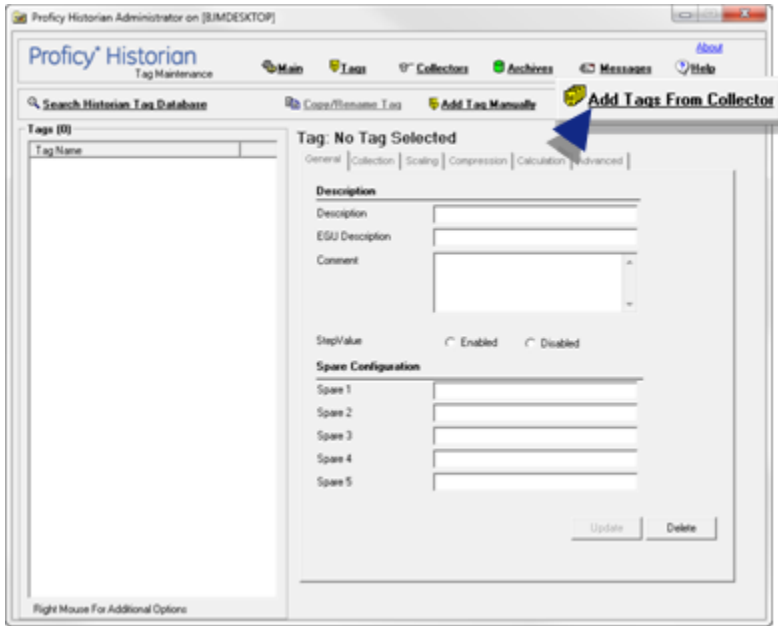 Proficy Historian Administrator on [BJMDESKTOP]
Proficy* Historian
Tag Maintenance
About
Main Tags Collectors Archives Messages Help
Search Historian Tag Database Copy/Rename Tag Add Tag Manually Add Tags From Collector
Tags (0)
Tag Name
Tag: No Tag Selected
General Collection Scaling Compression Calculation Advanced
Description
Description
EGU Description
Comment
StepValue Enabled Disabled
Spare Configuration
Spare 1
Spare 2
Spare 3
Spare 4
Spare 5
Update Delete
Right Mouse For Additional Options